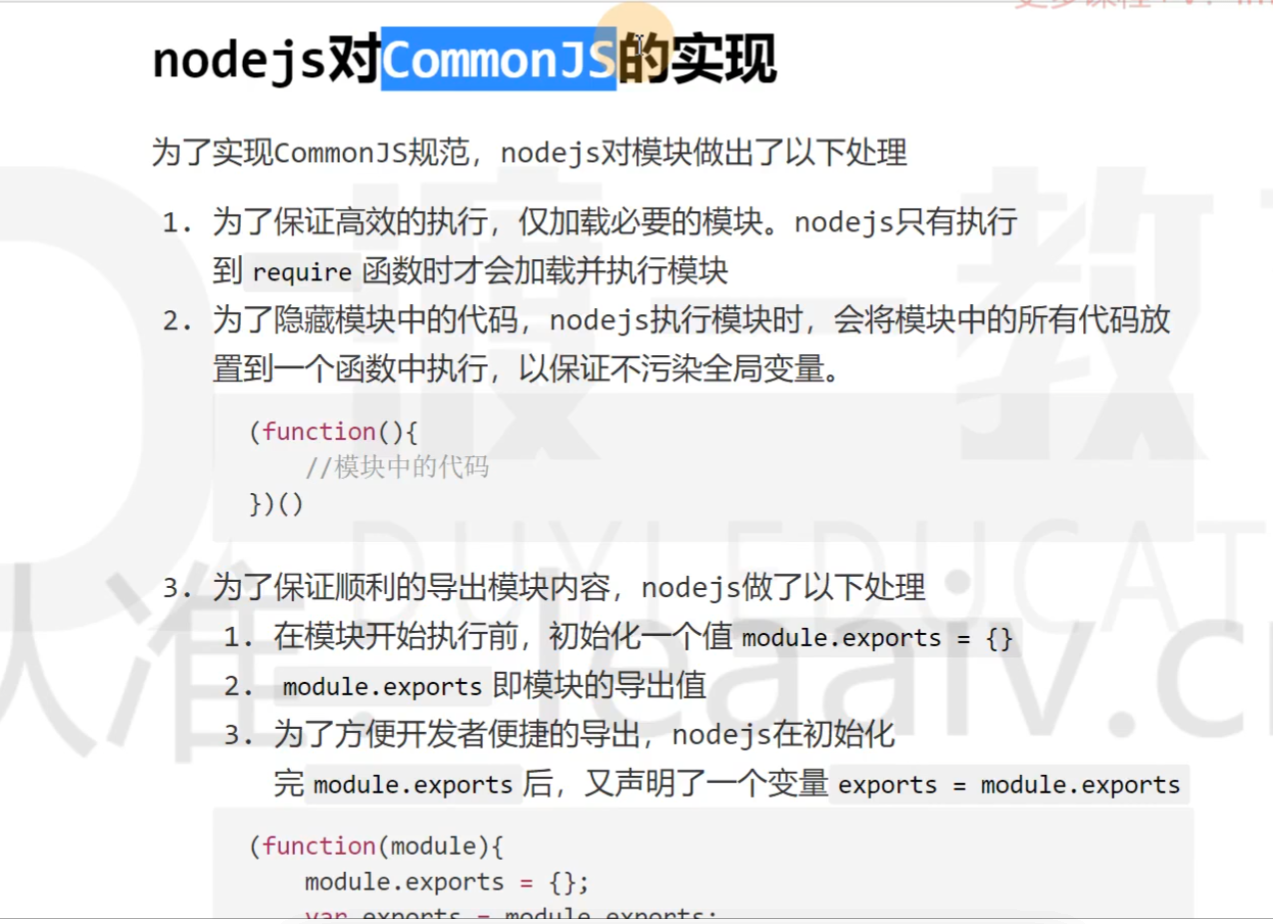 nodejs对CommonJS的实现
为了实现CommonJS规范，nodejs对模块做出了以下处理
1. 为了保证高效的执行，仅加载必要的模块。nodejs只有执行
到 require 函数时才会加载并执行模块
2. 为了隐藏模块中的代码，nodejs执行模块时，会将模块中的所有代码放
置到一个函数中执行，以保证不污染全局变量。
(function(){
//模块中的代码
})()
3. 为了保证顺利的导出模块内容，nodejs做了以下处理
1. 在模块开始执行前，初始化一个值 module.exports = {}
2. module.exports 即模块的导出值
3. 为了方便开发者便捷的导出，nodejs在初始化
完 module.exports 后，又声明了一个变量 exports = module.exports
(function(module){
module.exports = {};
var exports = module.exports;
渡一教
DUYI EDUCAT
认准：leaaiv.c